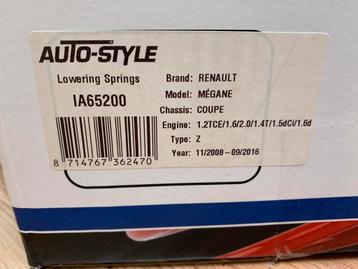 AUTO-STYLE
Lowering Springs
IA65200
8 714767 362470
Brand: RENAULT
Model: MÉGANE
Chassis: COUPE
Engine: 1.2TCE/1.6/2.0/1.4T/1.5dCi/1.6d
Type: Z
Year: 11/2008-09/2016